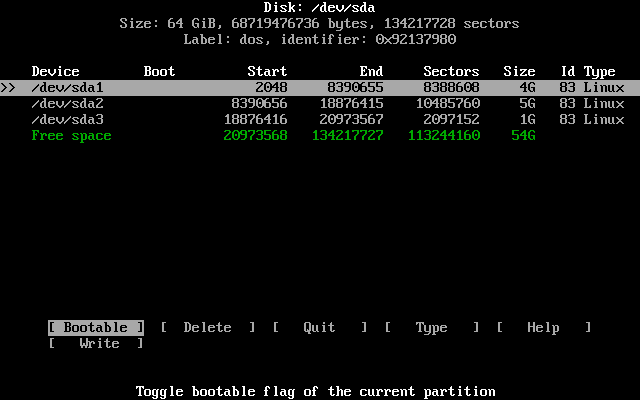 Disk: /dev/sda
Size: 64 GiB, 68719476736 bytes, 134217728 sectors
Label: dos, identifier: 0x92137980
Device Boot Start End Sectors Size Id Type
>> /dev/sda1 2048 8390655 8388608 4G 83 Linux
/dev/sda2 8390656 18876415 10485760 5G 83 Linux
/dev/sda3 18876416 20973567 2097152 1G 83 Linux
Free space 20973568 134217727 113244160 54G
[ Bootable ] [ Delete ] [ Quit ] [ Type ] [ Help ]
[ Write ]
Toggle bootable flag of the current partition